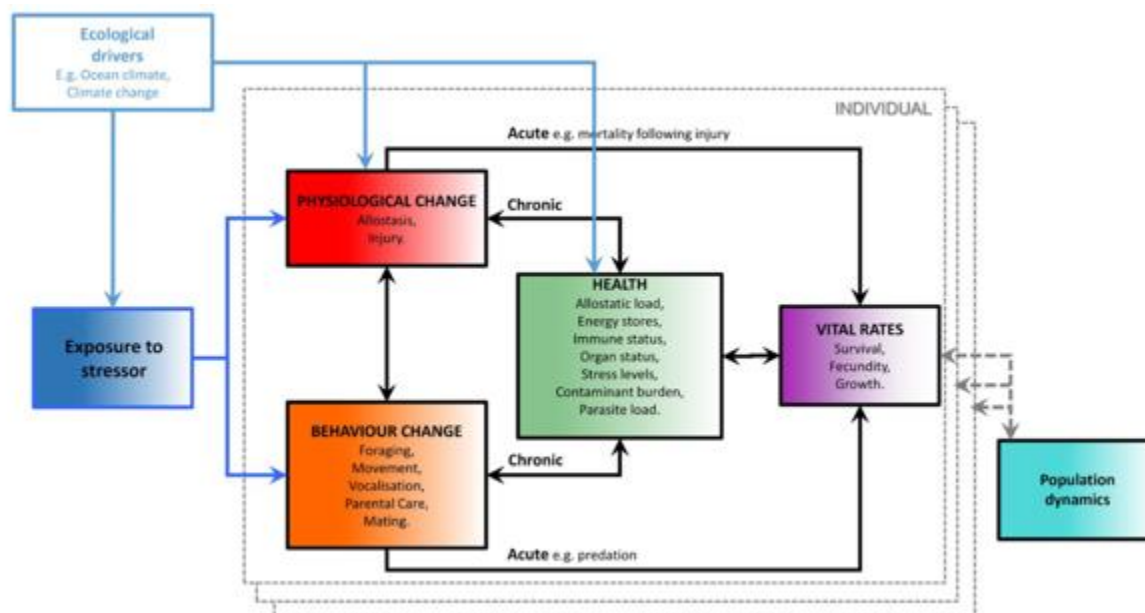 Ecological
drivers
E.g. Ocean climate,
Climate change
INDIVIDUAL
Acute e.g. mortality following injury
PHYSIOLOGICAL CHANGE
Allostasis,
Injury.
Chronic
HEALTH
Allostatic load,
Energy stores,
Immune status,
Organ status,
Stress levels,
Contaminant burden,
Parasite load.
VITAL RATES
Survival,
Fecundity,
Growth.
Exposure to
stressor
BEHAVIOUR CHANGE
Foraging,
Movement,
Vocalisation,
Parental Care,
Mating.
Chronic
Acute e.g. predation
Population
dynamics